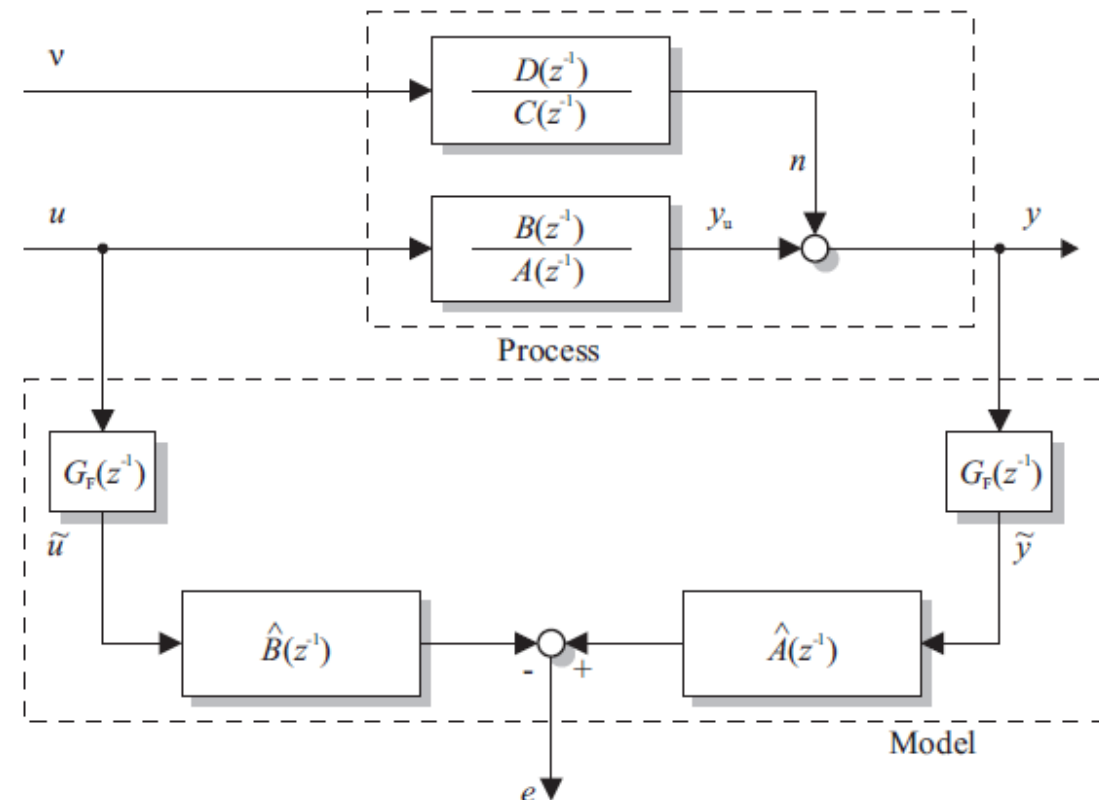 ν
D(z⁻¹)
C(z⁻¹)
n
u
B(z⁻¹)
A(z⁻¹)
yᵤ
y
Process
G_F(z⁻¹)
G_F(z⁻¹)
ũ
ỹ
B̂(z⁻¹)
Â(z⁻¹)
- +
Model
e